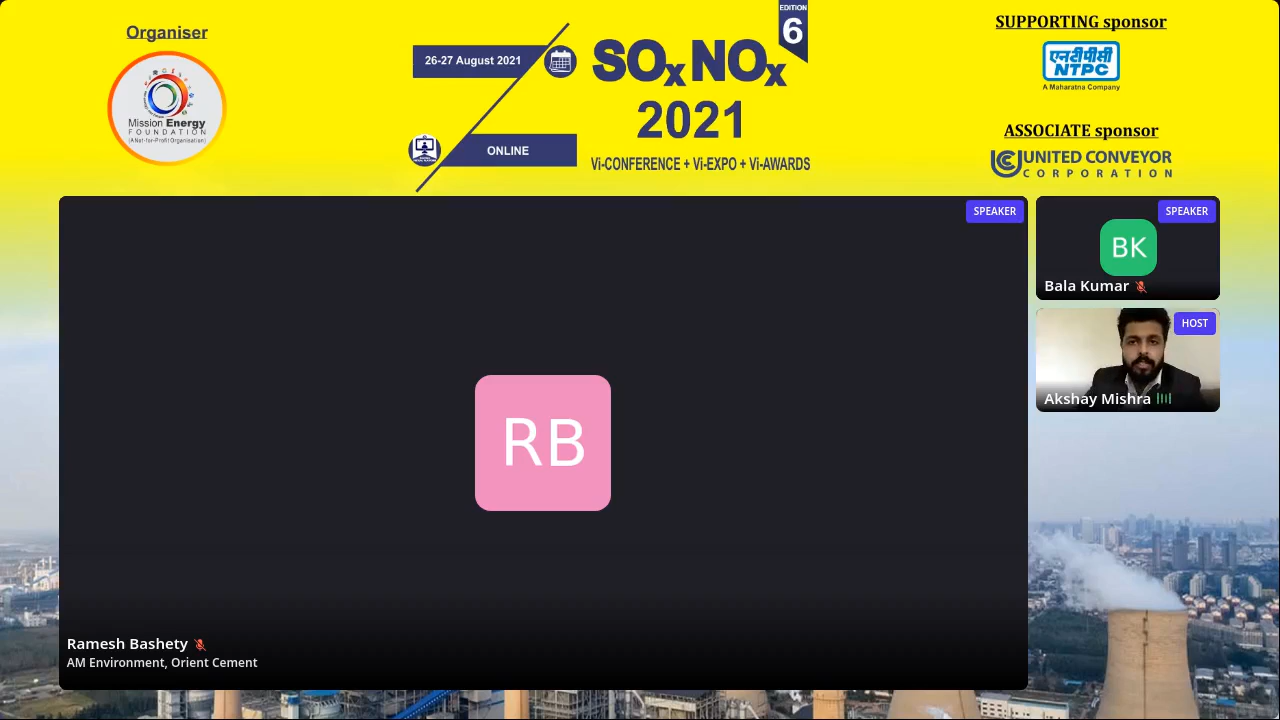 Organiser
Mission Energy
FOUNDATION
(A Not-for-Profit Organisation)
26-27 August 2021
ONLINE
EDITION
6
SOx NOx
2021
Vi-CONFERENCE + Vi-EXPO + Vi-AWARDS
SUPPORTING sponsor
एनटीपीसी
NTPC
A Maharatna Company
ASSOCIATE sponsor
UCC UNITED CONVEYOR
CORPORATION
SPEAKER
RB
Ramesh Bashety
AM Environment, Orient Cement
SPEAKER
BK
Bala Kumar
HOST
Akshay Mishra